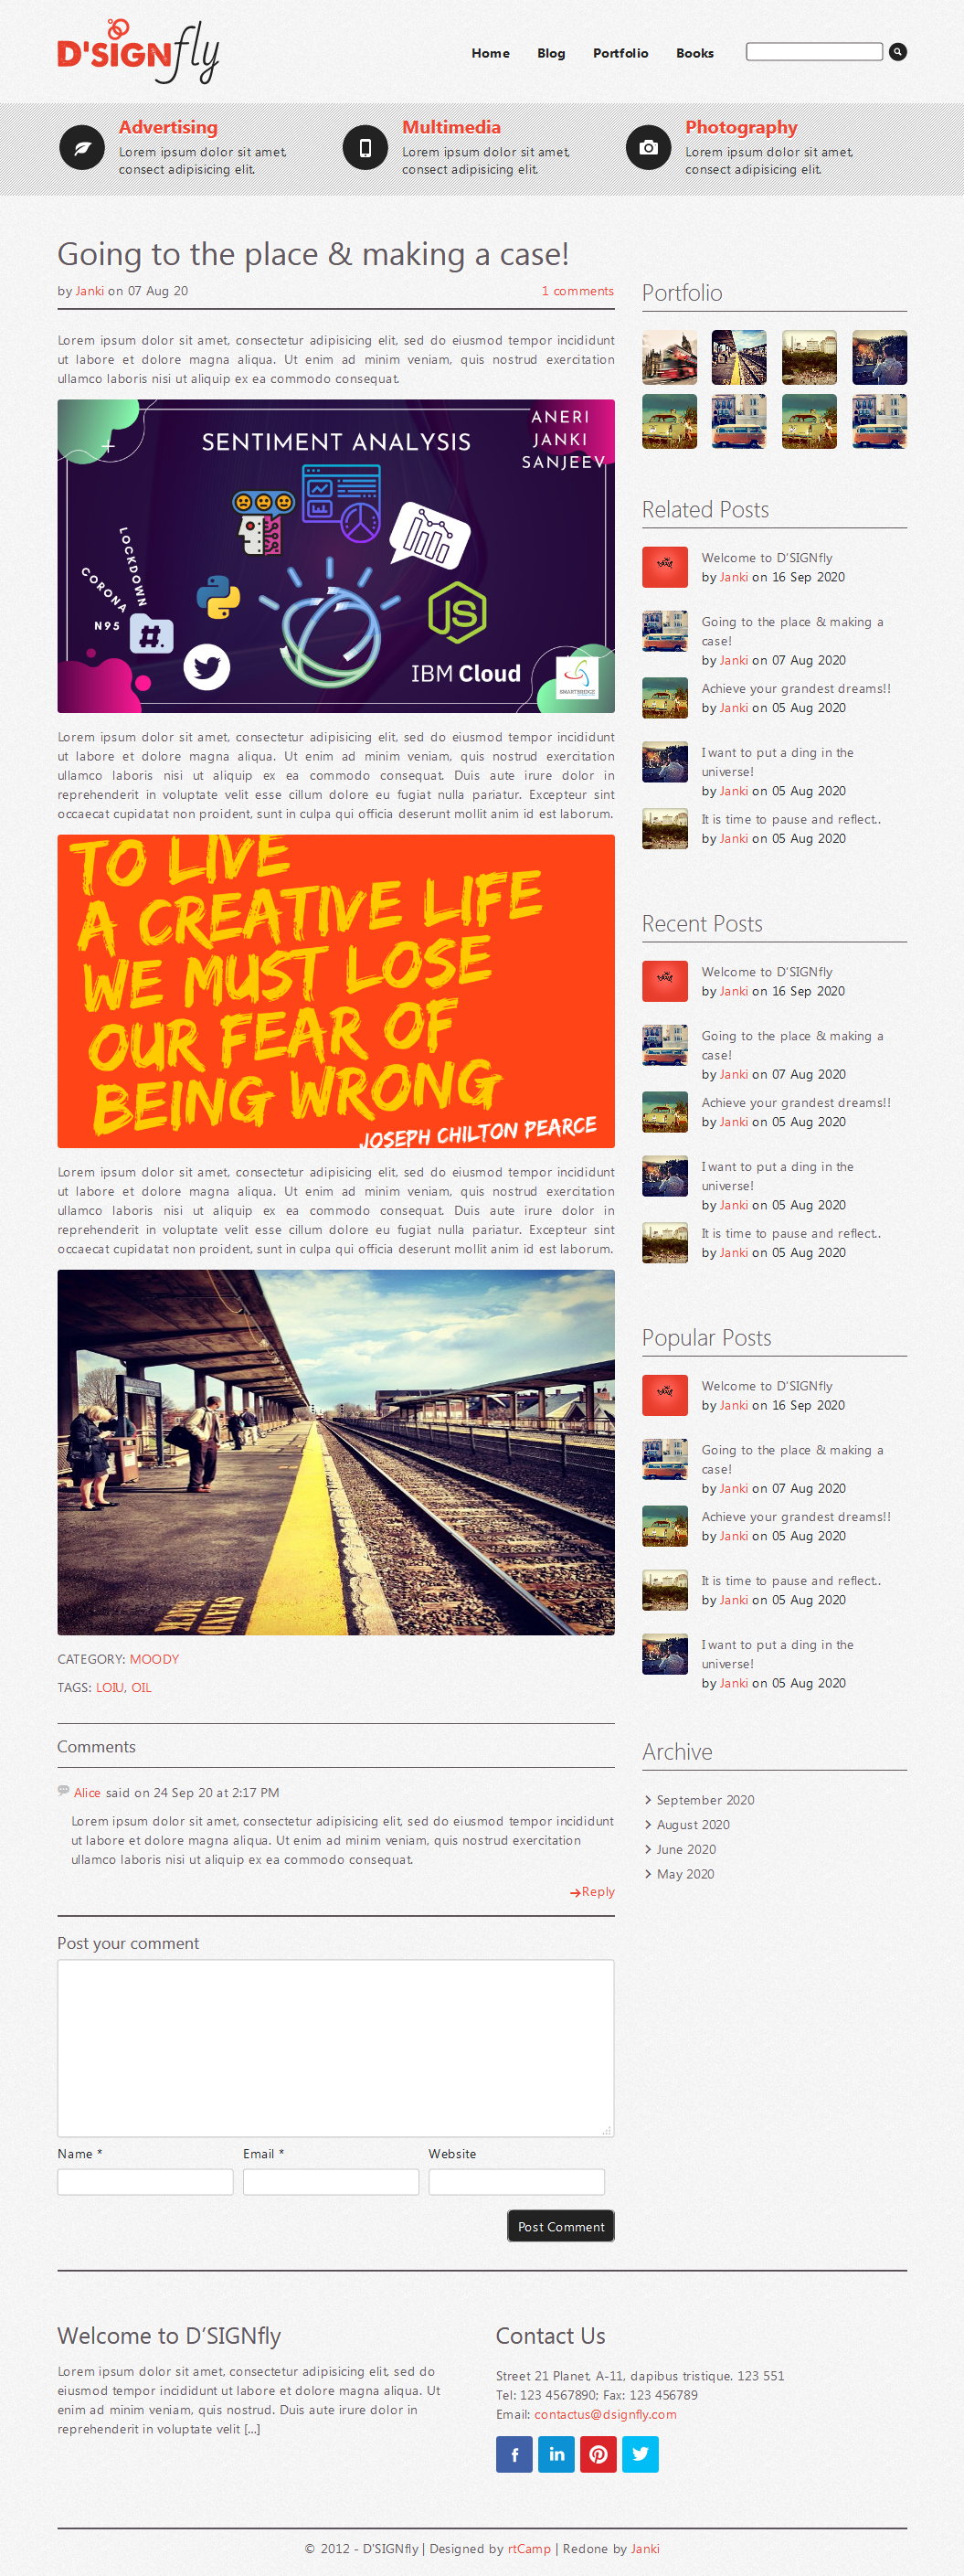 D'SIGNfly
Home Blog Portfolio Books
Advertising
Lorem ipsum dolor sit amet,
consect adipisicing elit.
Multimedia
Lorem ipsum dolor sit amet,
consect adipisicing elit.
Photography
Lorem ipsum dolor sit amet,
consect adipisicing elit.
Going to the place & making a case!
by Janki on 07 Aug 20 1 comments
Lorem ipsum dolor sit amet, consectetur adipisicing elit, sed do eiusmod tempor incididunt
ut labore et dolore magna aliqua. Ut enim ad minim veniam, quis nostrud exercitation
ullamco laboris nisi ut aliquip ex ea commodo consequat.
SENTIMENT ANALYSIS
ANERI
JANKI
SANJEEV
LOCKDOWN
CORONA
N95
#.
JS
IBM Cloud
SMARTBRIDGE
Lorem ipsum dolor sit amet, consectetur adipisicing elit, sed do eiusmod tempor incididunt
ut labore et dolore magna aliqua. Ut enim ad minim veniam, quis nostrud exercitation
ullamco laboris nisi ut aliquip ex ea commodo consequat. Duis aute irure dolor in
reprehenderit in voluptate velit esse cillum dolore eu fugiat nulla pariatur. Excepteur sint
occaecat cupidatat non proident, sunt in culpa qui officia deserunt mollit anim id est laborum.
TO LIVE
A CREATIVE LIFE
WE MUST LOSE
OUR FEAR OF
BEING WRONG
JOSEPH CHILTON PEARCE
Lorem ipsum dolor sit amet, consectetur adipisicing elit, sed do eiusmod tempor incididunt
ut labore et dolore magna aliqua. Ut enim ad minim veniam, quis nostrud exercitation
ullamco laboris nisi ut aliquip ex ea commodo consequat. Duis aute irure dolor in
reprehenderit in voluptate velit esse cillum dolore eu fugiat nulla pariatur. Excepteur sint
occaecat cupidatat non proident, sunt in culpa qui officia deserunt mollit anim id est laborum.
CATEGORY: MOODY
TAGS: LOIU, OIL
Comments
Alice said on 24 Sep 20 at 2:17 PM
Lorem ipsum dolor sit amet, consectetur adipisicing elit, sed do eiusmod tempor incididunt
ut labore et dolore magna aliqua. Ut enim ad minim veniam, quis nostrud exercitation
ullamco laboris nisi ut aliquip ex ea commodo consequat.
Reply
Post your comment
Name * Email * Website
Post Comment
Portfolio
Related Posts
Welcome to D'SIGNfly
by Janki on 16 Sep 2020
Going to the place & making a
case!
by Janki on 07 Aug 2020
Achieve your grandest dreams!!
by Janki on 05 Aug 2020
I want to put a ding in the
universe!
by Janki on 05 Aug 2020
It is time to pause and reflect..
by Janki on 05 Aug 2020
Recent Posts
Welcome to D'SIGNfly
by Janki on 16 Sep 2020
Going to the place & making a
case!
by Janki on 07 Aug 2020
Achieve your grandest dreams!!
by Janki on 05 Aug 2020
I want to put a ding in the
universe!
by Janki on 05 Aug 2020
It is time to pause and reflect..
by Janki on 05 Aug 2020
Popular Posts
Welcome to D'SIGNfly
by Janki on 16 Sep 2020
Going to the place & making a
case!
by Janki on 07 Aug 2020
Achieve your grandest dreams!!
by Janki on 05 Aug 2020
It is time to pause and reflect..
by Janki on 05 Aug 2020
I want to put a ding in the
universe!
by Janki on 05 Aug 2020
Archive
September 2020
August 2020
June 2020
May 2020
Welcome to D'SIGNfly
Lorem ipsum dolor sit amet, consectetur adipisicing elit, sed do
eiusmod tempor incididunt ut labore et dolore magna aliqua. Ut
enim ad minim veniam, quis nostrud. Duis aute irure dolor in
reprehenderit in voluptate velit [...]
Contact Us
Street 21 Planet, A-11, dapibus tristique. 123 551
Tel: 123 4567890; Fax: 123 456789
Email: contactus@dsignfly.com
© 2012 - D'SIGNfly | Designed by rtCamp | Redone by Janki